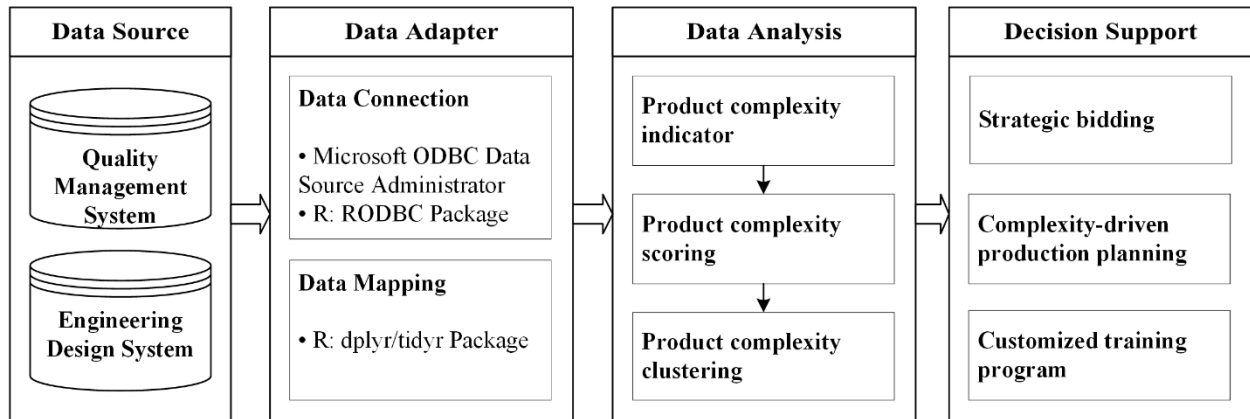 Data Source
Quality
Management
System
Engineering
Design System
Data Adapter
Data Connection
• Microsoft ODBC Data
Source Administrator
• R: RODBC Package
Data Mapping
• R: dplyr/tidyr Package
Data Analysis
Product complexity
indicator
Product complexity
scoring
Product complexity
clustering
Decision Support
Strategic bidding
Complexity-driven
production planning
Customized training
program